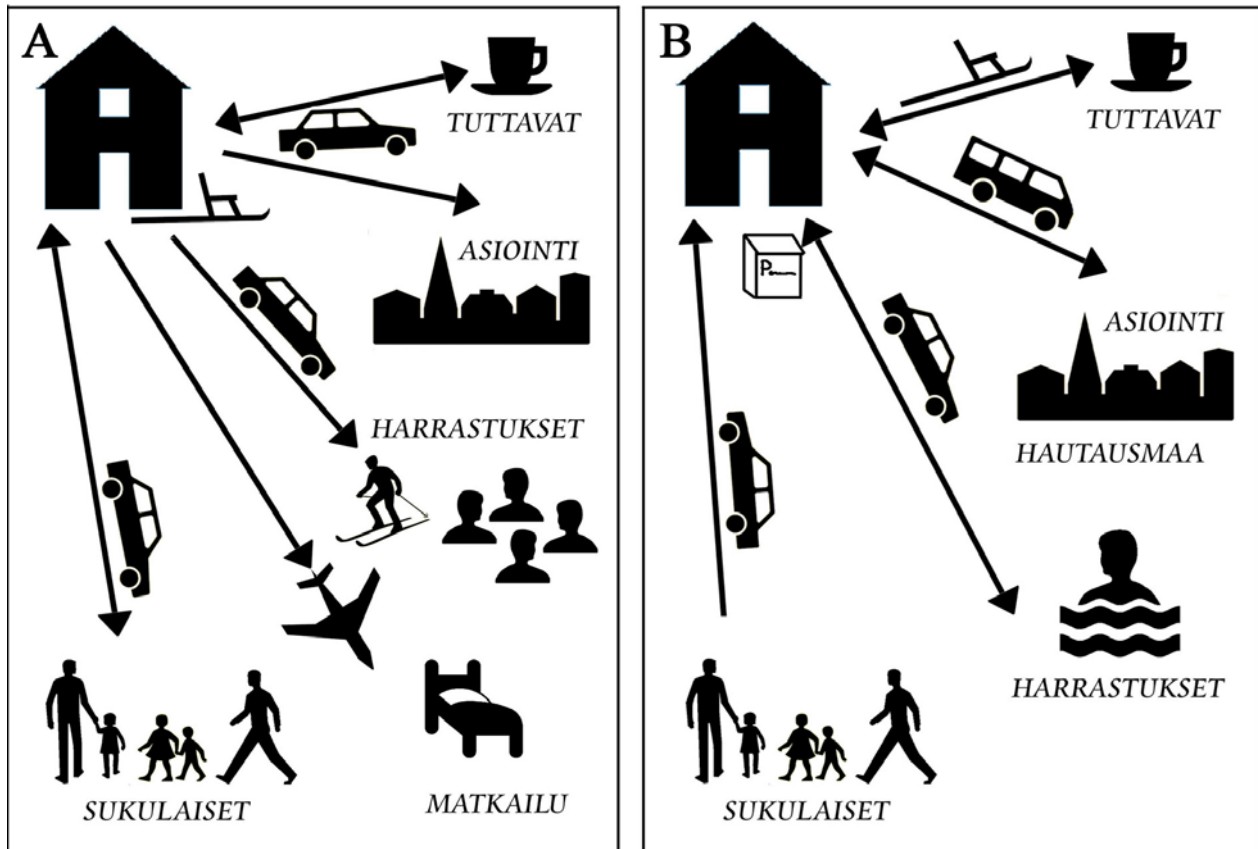 A
TUTTAVAT
ASIOINTI
HARRASTUKSET
SUKULAISET
MATKAILU
B
TUTTAVAT
ASIOINTI
HAUTAUSMAA
HARRASTUKSET
SUKULAISET